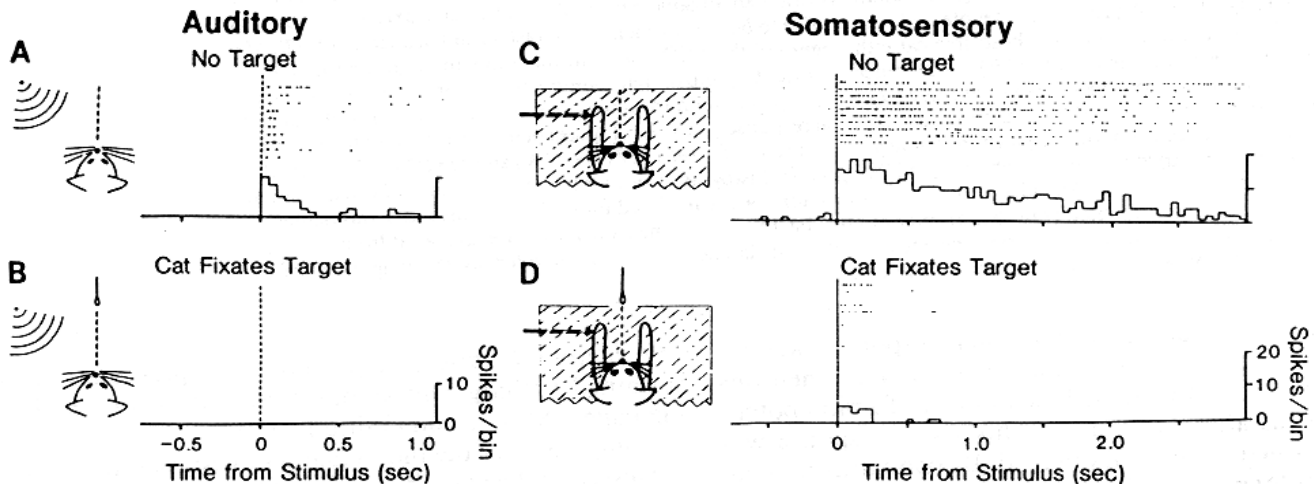 Auditory
Somatosensory
A
No Target
C
No Target
B
Cat Fixates Target
D
Cat Fixates Target
10
0
Spikes/bin
20
10
0
Spikes/bin
-0.5 0 0.5 1.0
Time from Stimulus (sec)
0 1.0 2.0
Time from Stimulus (sec)